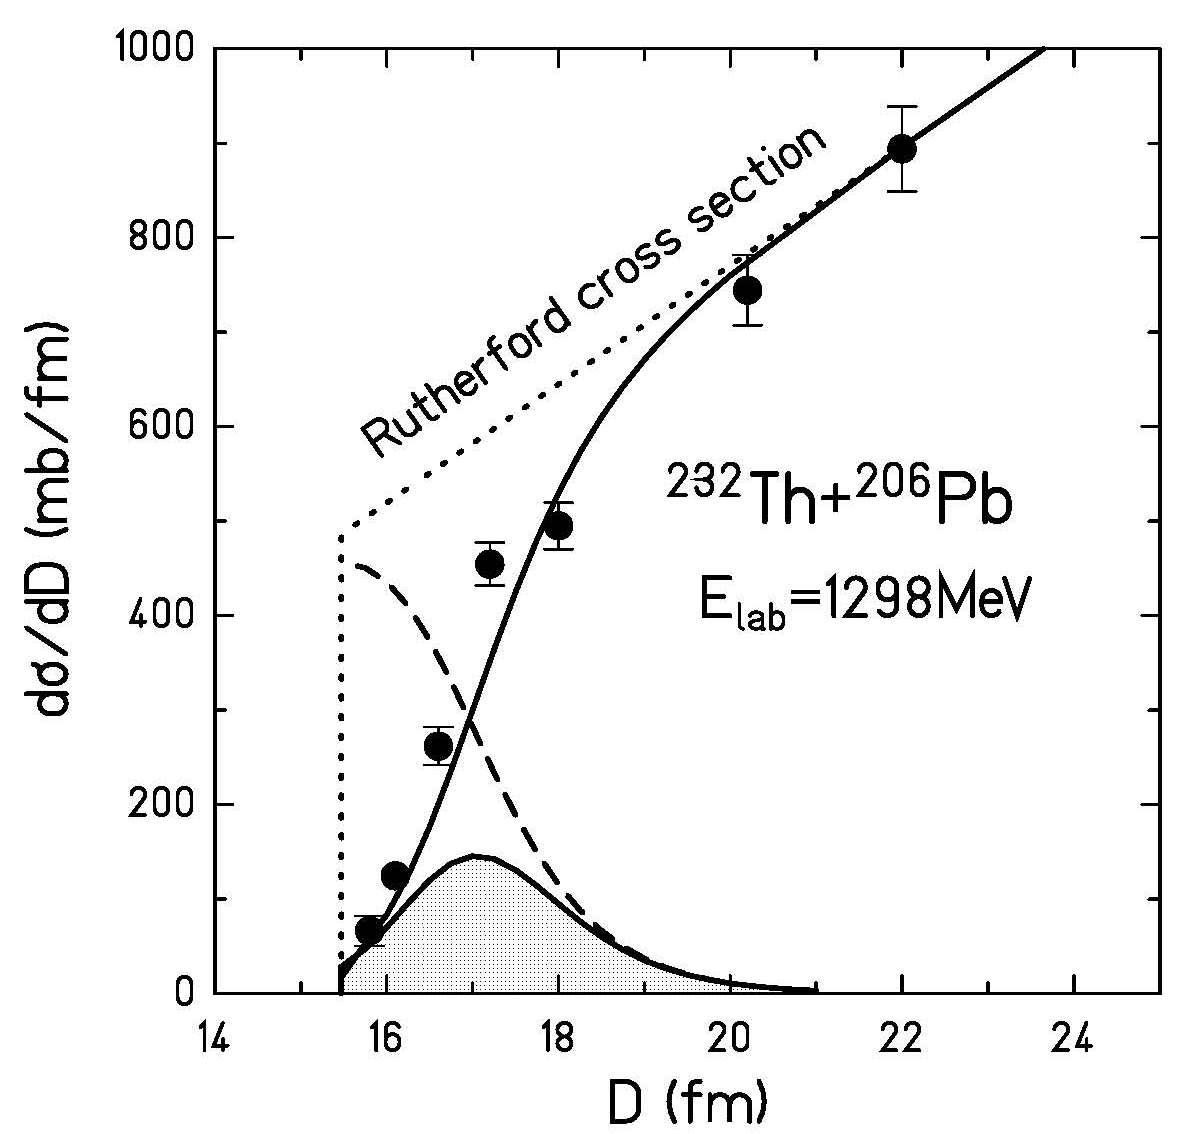 1000
800
600
400
200
0
dσ/dD (mb/fm)
Rutherford cross section
²³²Th+²⁰⁶Pb
E_lab=1298MeV
14 16 18 20 22 24
D (fm)